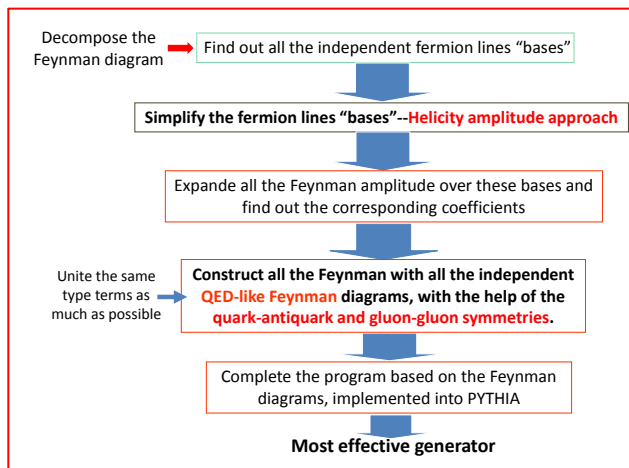 Decompose the
Feynman diagram
Find out all the independent fermion lines “bases”
Simplify the fermion lines “bases”--Helicity amplitude approach
Expande all the Feynman amplitude over these bases and
find out the corresponding coefficients
Unite the same
type terms as
much as possible
Construct all the Feynman with all the independent
QED-like Feynman diagrams, with the help of the
quark-antiquark and gluon-gluon symmetries.
Complete the program based on the Feynman
diagrams, implemented into PYTHIA
Most effective generator